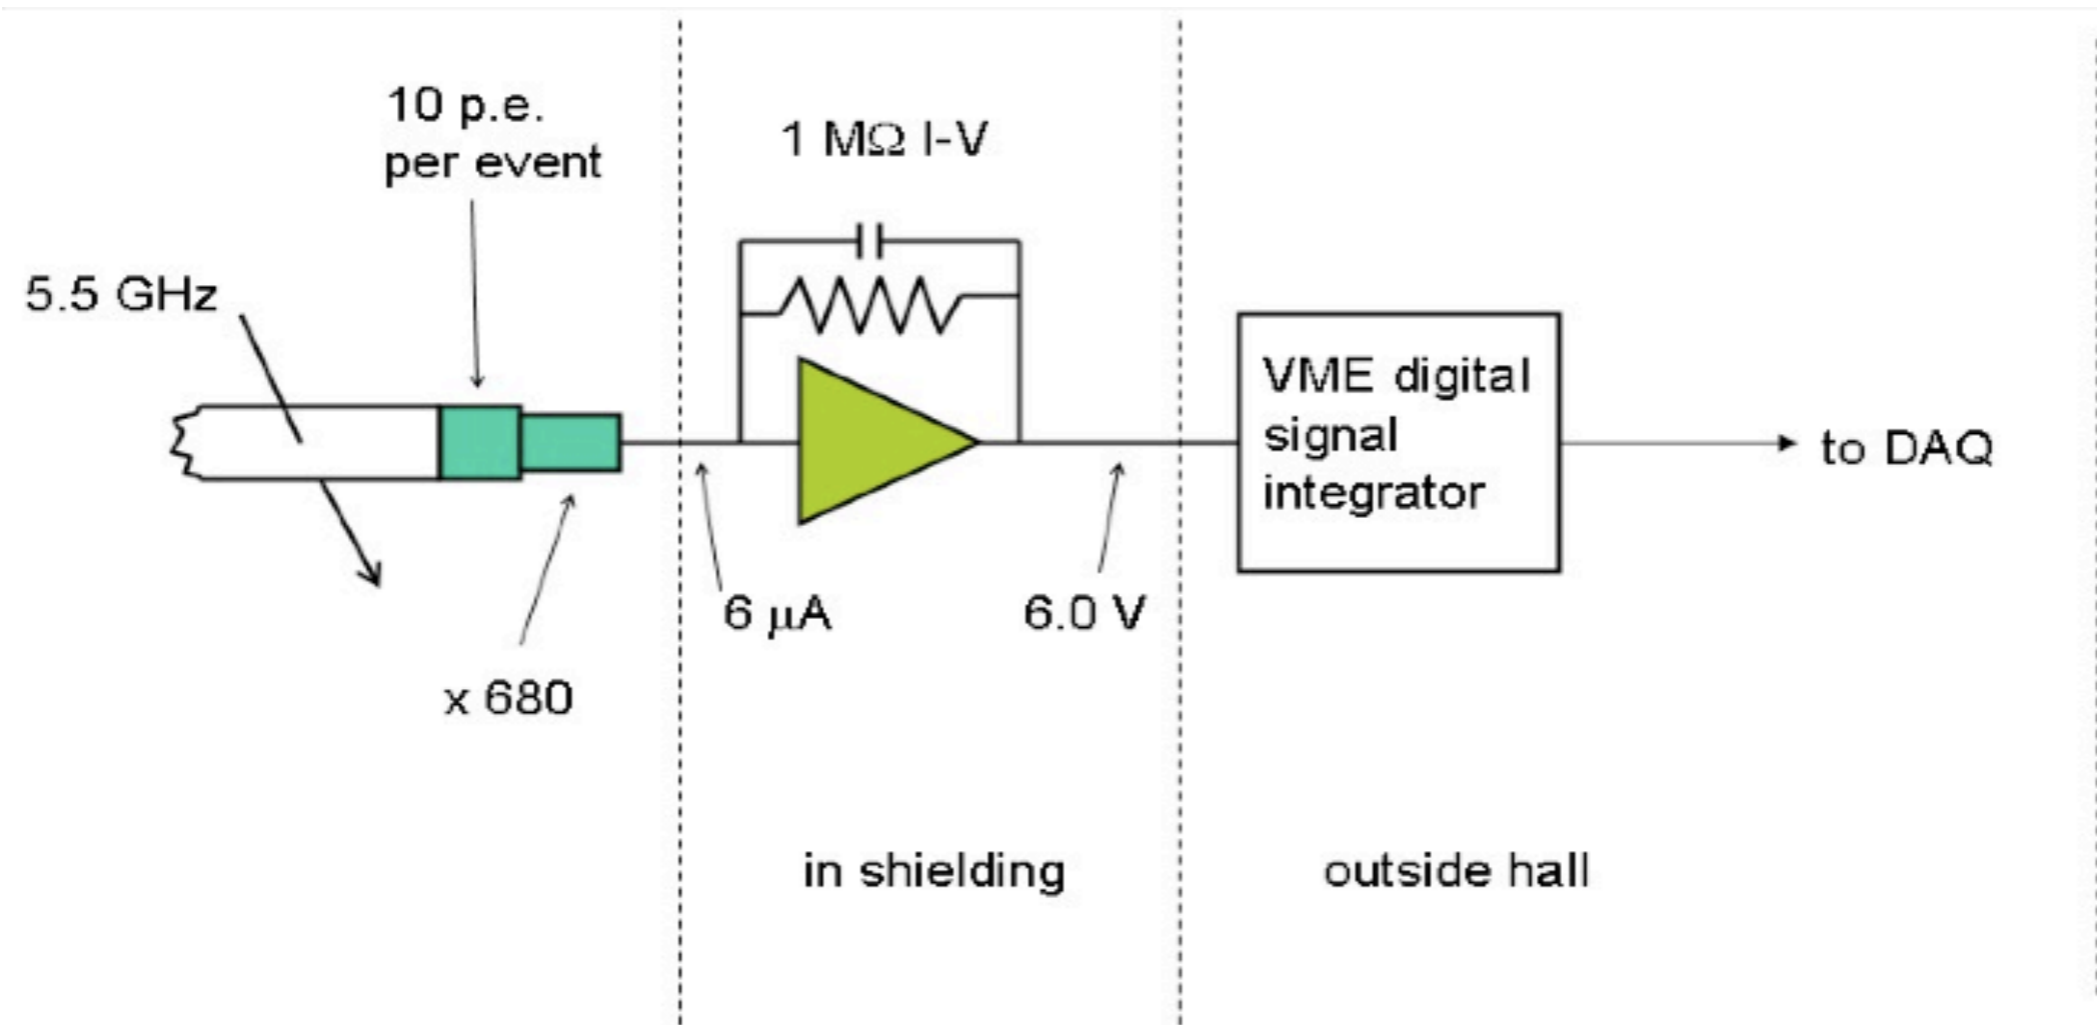 10 p.e.
per event
1 MΩ I-V
5.5 GHz
VME digital
signal
integrator
to DAQ
6 μA
6.0 V
x 680
in shielding
outside hall